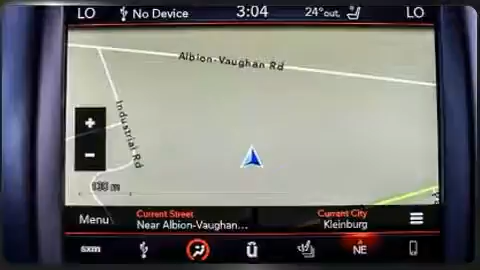 LO No Device 3:04 24°out. LO
Albion-Vaughan Rd
Industrial Rd
+
-
Menu
Current Street
Near Albion-Vaughan...
Current City
Kleinburg
sxm
NE